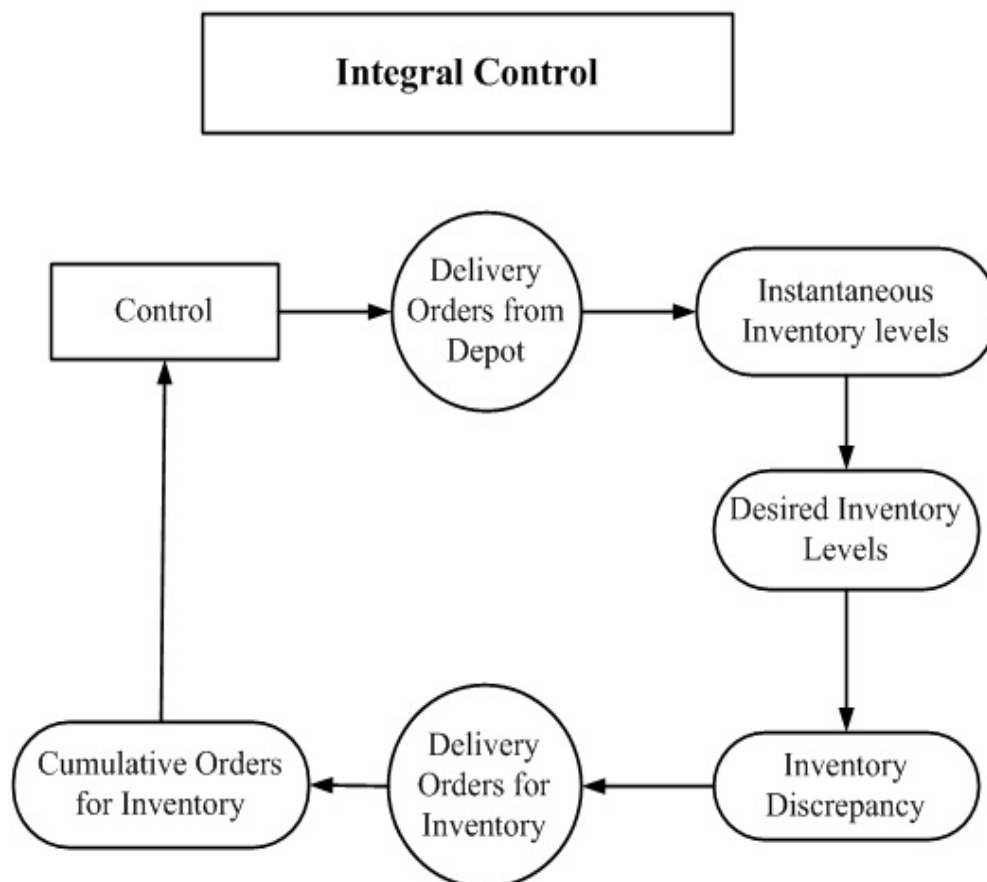 Integral Control
Control
Delivery
Orders from
Depot
Instantaneous
Inventory levels
Desired Inventory
Levels
Inventory
Discrepancy
Delivery
Orders for
Inventory
Cumulative Orders
for Inventory